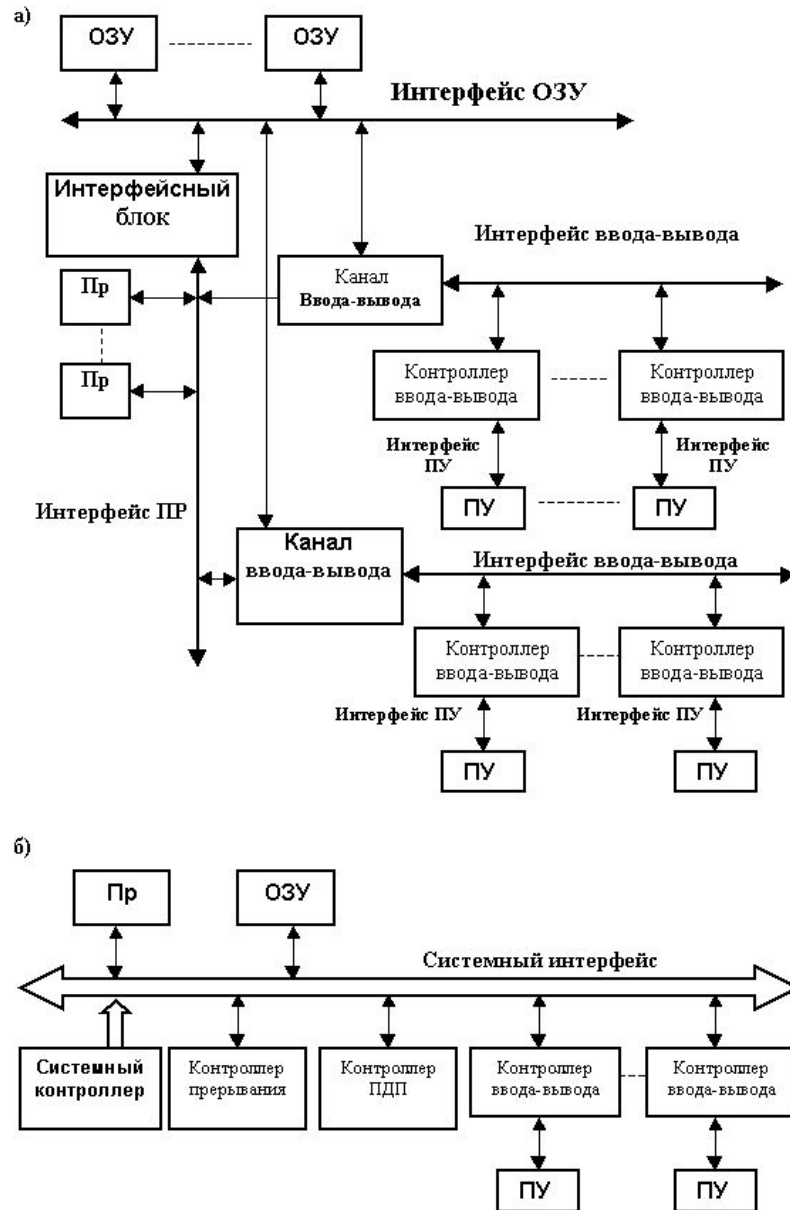 а)
ОЗУ
ОЗУ
Интерфейс ОЗУ
Интерфейсный
блок
Интерфейс ввода-вывода
Канал
Ввода-вывода
Пр
Пр
Контроллер
ввода-вывода
Контроллер
ввода-вывода
Интерфейс
ПУ
Интерфейс
ПУ
ПУ
ПУ
Интерфейс ПР
Канал
ввода-вывода
Интерфейс ввода-вывода
Контроллер
ввода-вывода
Контроллер
ввода-вывода
Интерфейс ПУ
Интерфейс ПУ
ПУ
ПУ
б)
Пр
ОЗУ
Системный интерфейс
Системный
контроллер
Контроллер
прерывания
Контроллер
ПДП
Контроллер
ввода-вывода
Контроллер
ввода-вывода
ПУ
ПУ